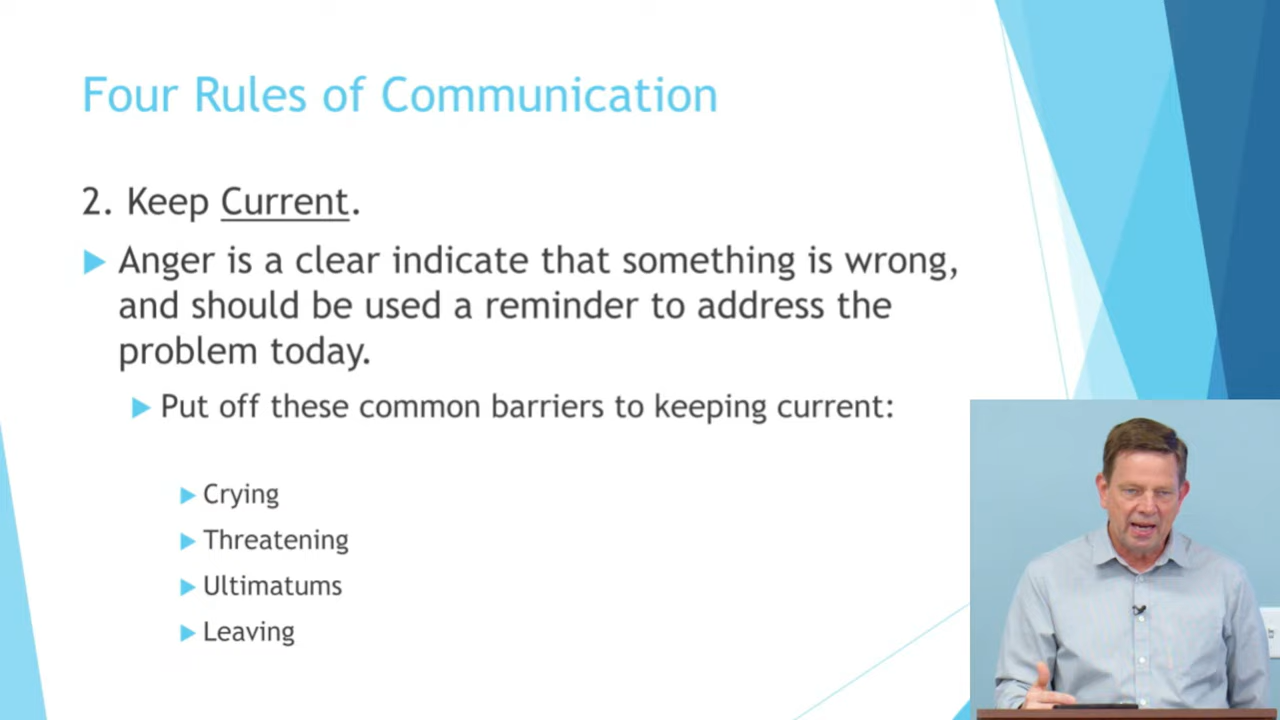 Four Rules of Communication
2. Keep Current.
Anger is a clear indicate that something is wrong,
and should be used a reminder to address the
problem today.
Put off these common barriers to keeping current:
Crying
Threatening
Ultimatums
Leaving